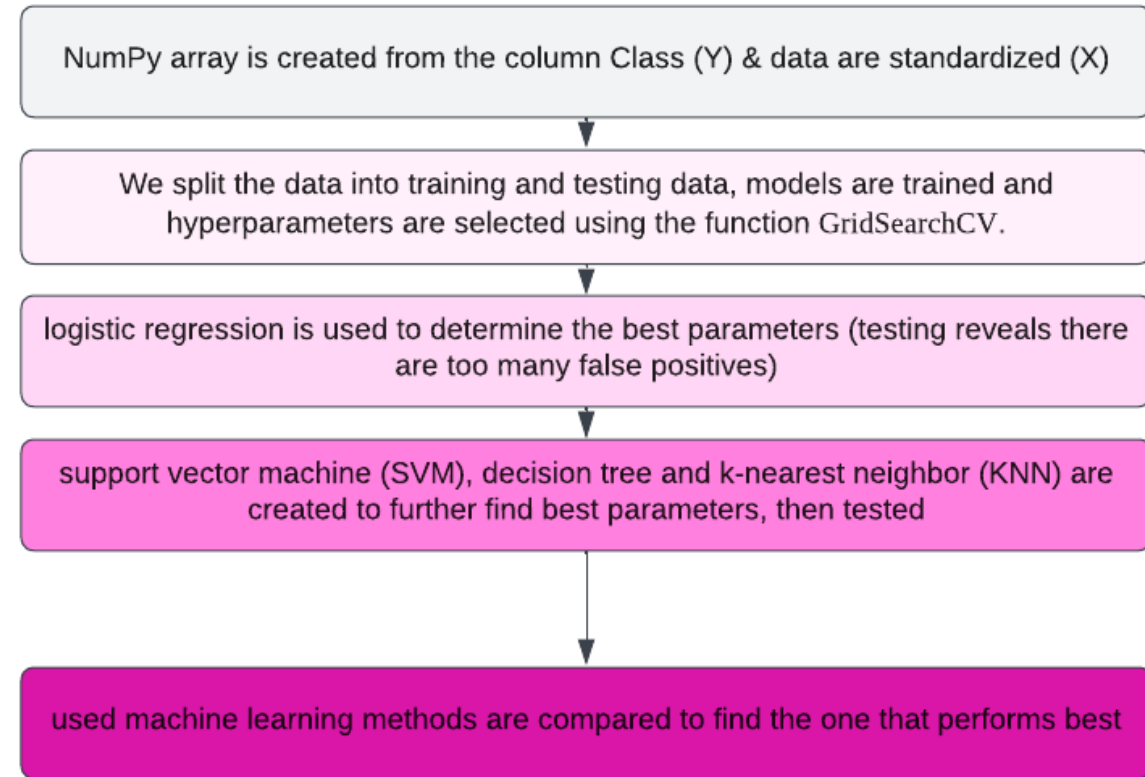 NumPy array is created from the column Class (Y) & data are standardized (X)
We split the data into training and testing data, models are trained and
hyperparameters are selected using the function GridSearchCV.
logistic regression is used to determine the best parameters (testing reveals there
are too many false positives)
support vector machine (SVM), decision tree and k-nearest neighbor (KNN) are
created to further find best parameters, then tested
used machine learning methods are compared to find the one that performs best